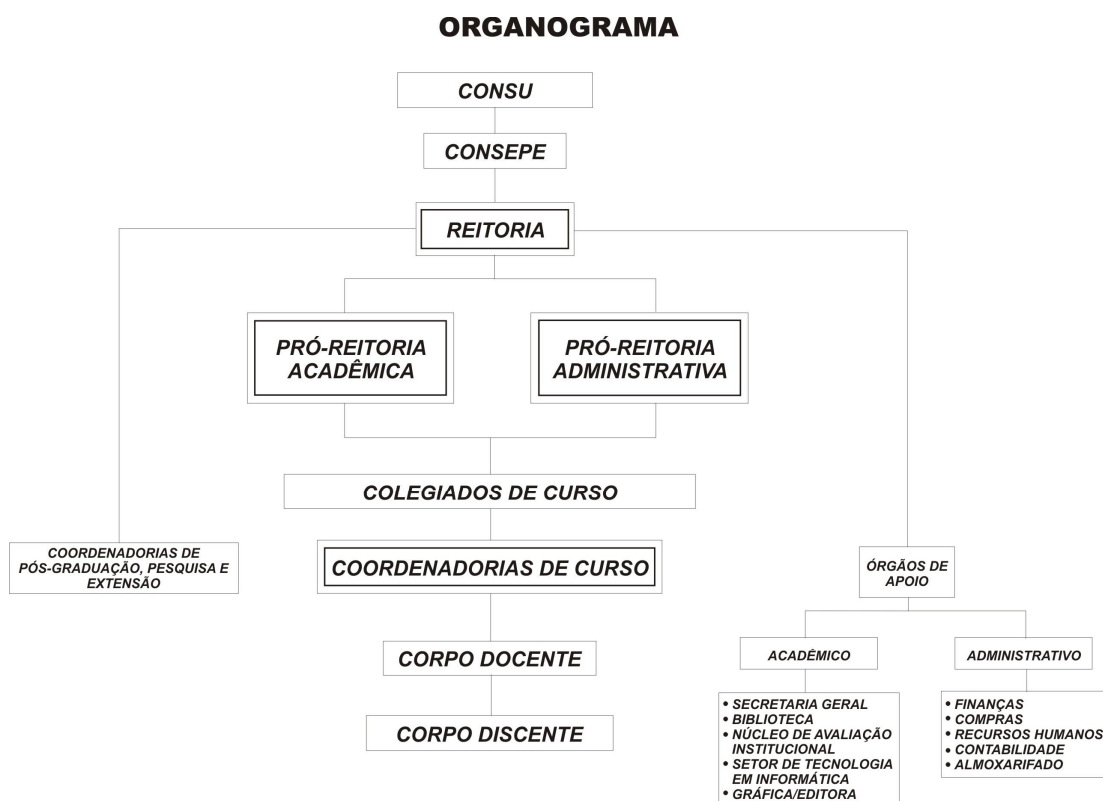 ORGANOGRAMA
CONSU
CONSEPE
REITORIA
PRÓ-REITORIA
ACADÊMICA
PRÓ-REITORIA
ADMINISTRATIVA
COLEGIADOS DE CURSO
COORDENADORIAS DE
PÓS-GRADUAÇÃO, PESQUISA E
EXTENSÃO
COORDENADORIAS DE CURSO
ÓRGÃOS DE
APOIO
CORPO DOCENTE
CORPO DISCENTE
ACADÊMICO
• SECRETARIA GERAL
• BIBLIOTECA
• NÚCLEO DE AVALIAÇÃO
INSTITUCIONAL
• SETOR DE TECNOLOGIA
EM INFORMÁTICA
• GRÁFICA/EDITORA
ADMINISTRATIVO
• FINANÇAS
• COMPRAS
• RECURSOS HUMANOS
• CONTABILIDADE
• ALMOXARIFADO